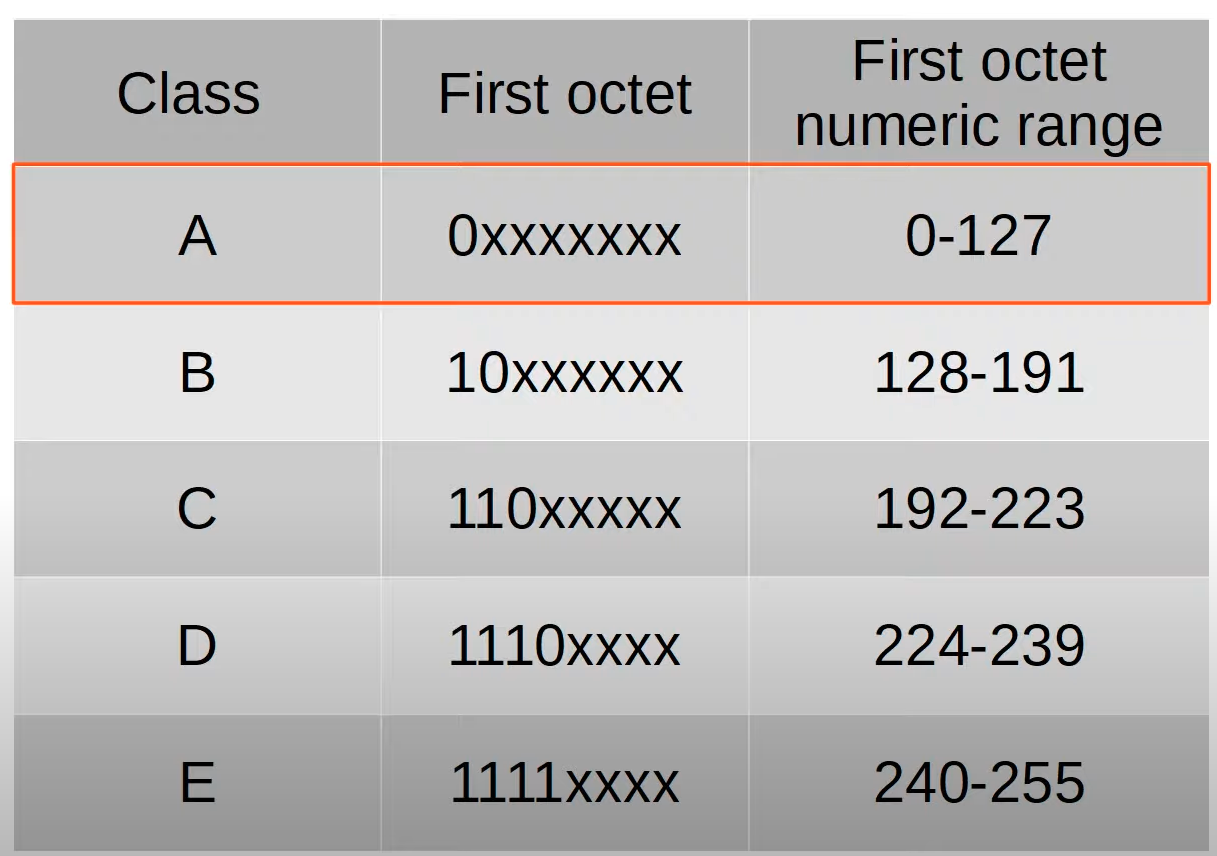 Class First octet First octet
numeric range
A 0xxxxxxx 0-127
B 10xxxxxx 128-191
C 110xxxxx 192-223
D 1110xxxx 224-239
E 1111xxxx 240-255